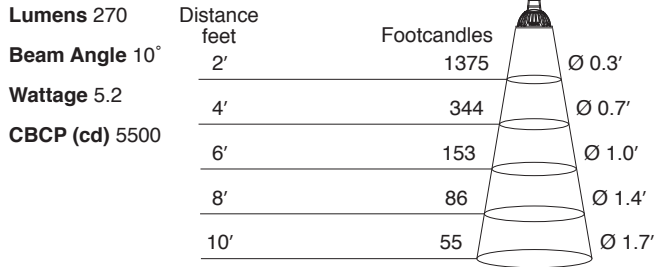 Lumens 270
Beam Angle 10˚
Wattage 5.2
CBCP (cd) 5500
Distance
feet
Footcandles
2′ 1375 Ø 0.3′
4′ 344 Ø 0.7′
6′ 153 Ø 1.0′
8′ 86 Ø 1.4′
10′ 55 Ø 1.7′